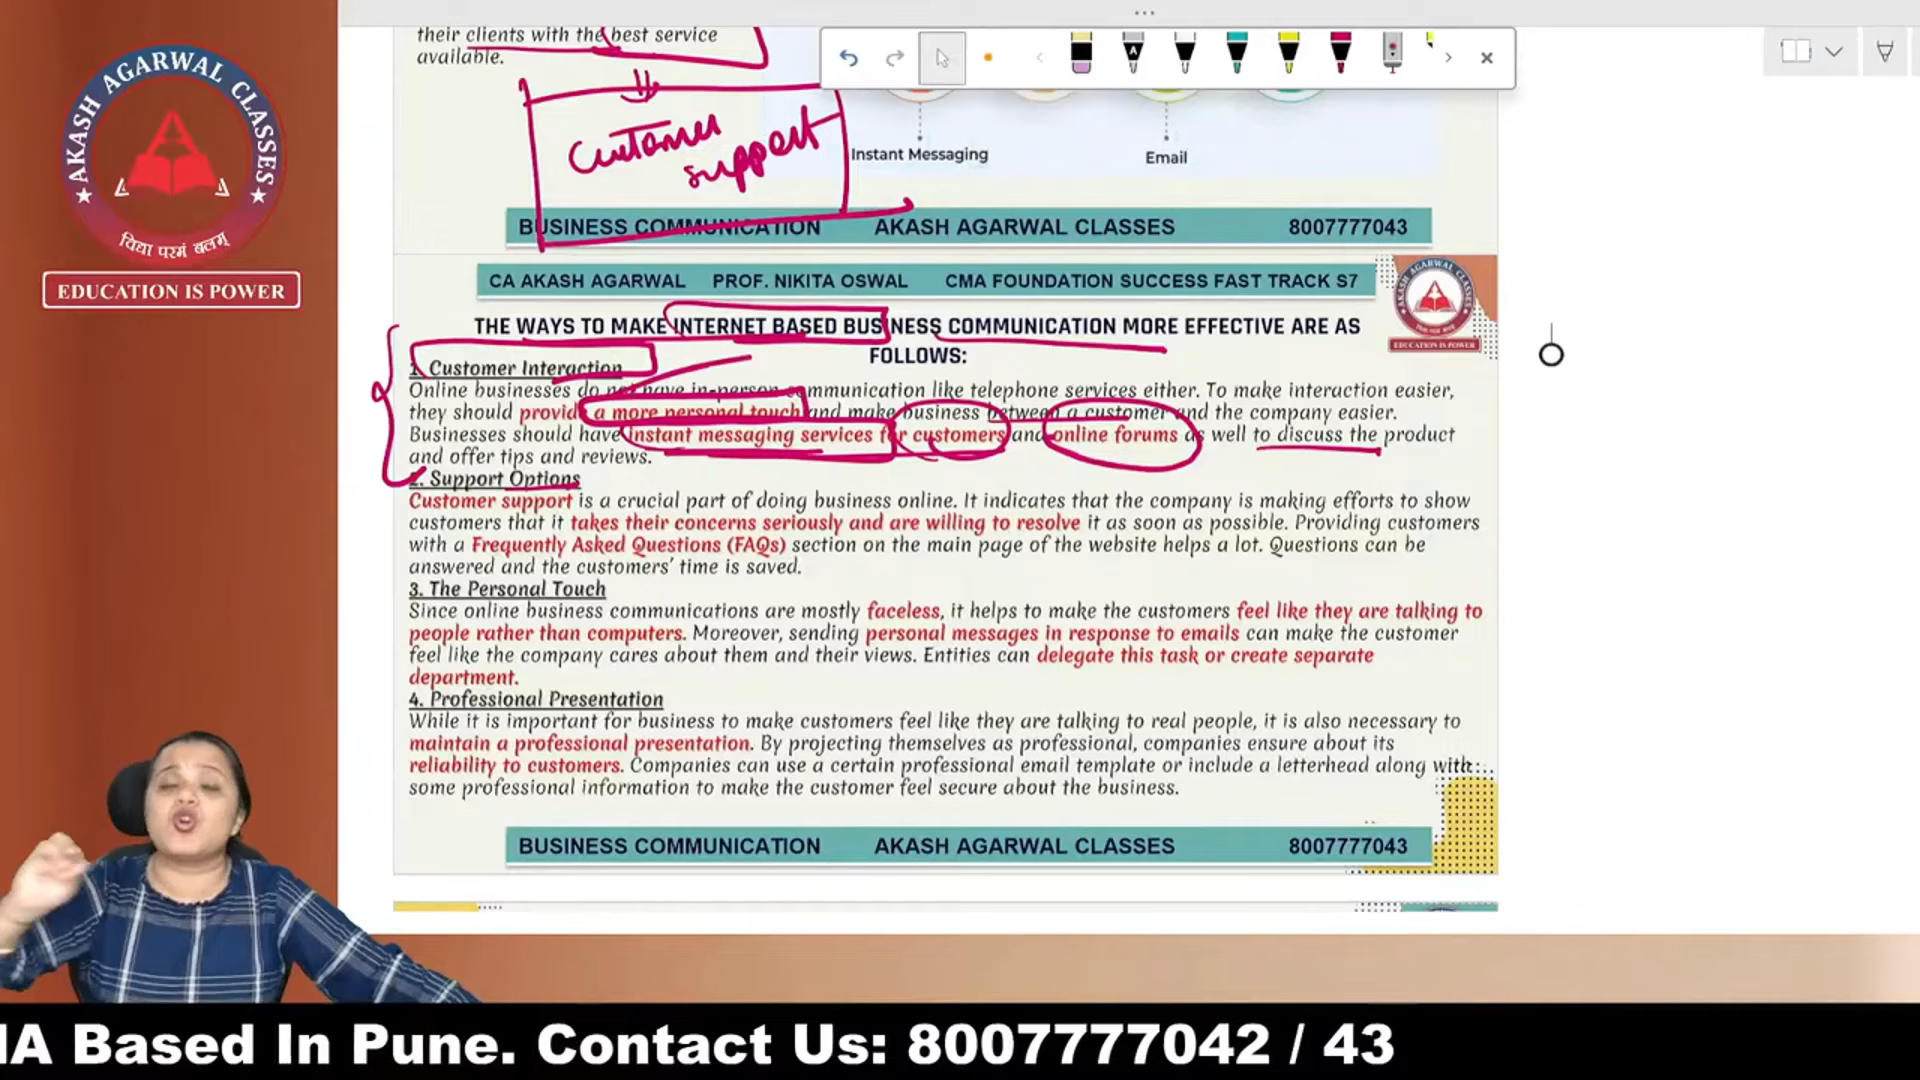 AKASH AGARWAL CLASSES
विद्या परमं बलम्
EDUCATION IS POWER
their clients with the best service
available.
Customer
support
Instant Messaging
Email
BUSINESS COMMUNICATION AKASH AGARWAL CLASSES 8007777043
CA AKASH AGARWAL PROF. NIKITA OSWAL CMA FOUNDATION SUCCESS FAST TRACK S7
AKASH AGARWAL CLASSES
EDUCATION IS POWER
THE WAYS TO MAKE INTERNET BASED BUSINESS COMMUNICATION MORE EFFECTIVE ARE AS
FOLLOWS:
1. Customer Interaction
Online businesses do not have in-person communication like telephone services either. To make interaction easier,
they should provide a more personal touch and make business between a customer and the company easier.
Businesses should have instant messaging services for customers and online forums as well to discuss the product
and offer tips and reviews.
2. Support Options
Customer support is a crucial part of doing business online. It indicates that the company is making efforts to show
customers that it takes their concerns seriously and are willing to resolve it as soon as possible. Providing customers
with a Frequently Asked Questions (FAQs) section on the main page of the website helps a lot. Questions can be
answered and the customers' time is saved.
3. The Personal Touch
Since online business communications are mostly faceless, it helps to make the customers feel like they are talking to
people rather than computers. Moreover, sending personal messages in response to emails can make the customer
feel like the company cares about them and their views. Entities can delegate this task or create separate
department.
4. Professional Presentation
While it is important for business to make customers feel like they are talking to real people, it is also necessary to
maintain a professional presentation. By projecting themselves as professional, companies ensure about its
reliability to customers. Companies can use a certain professional email template or include a letterhead along with
some professional information to make the customer feel secure about the business.
BUSINESS COMMUNICATION AKASH AGARWAL CLASSES 8007777043
Based In Pune. Contact Us: 8007777042 / 43